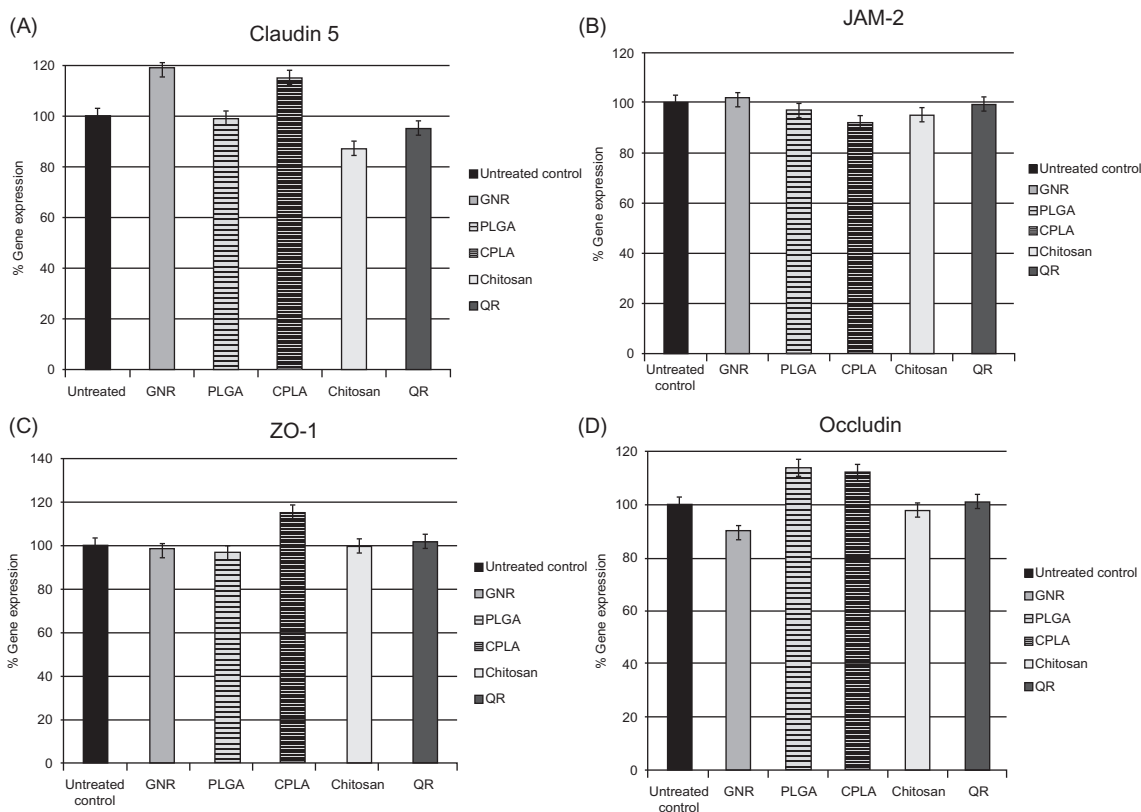 (A)
Claudin 5
120
100
80
60
40
20
0
% Gene expression
Untreated GNR PLGA CPLA Chitosan QR
Untreated control
GNR
PLGA
CPLA
Chitosan
QR
(B)
JAM-2
120
100
80
60
40
20
0
% Gene expression
Untreated control GNR PLGA CPLA Chitosan QR
Untreated control
GNR
PLGA
CPLA
Chitosan
QR
(C)
ZO-1
140
120
100
80
60
40
20
0
% Gene expression
Untreated control GNR PLGA CPLA Chitosan QR
Untreated control
GNR
PLGA
CPLA
Chitosan
QR
(D)
Occludin
120
100
80
60
40
20
0
% Gene expression
Untreated control GNR PLGA CPLA Chitosan QR
Untreated control
GNR
PLGA
CPLA
Chitosan
QR